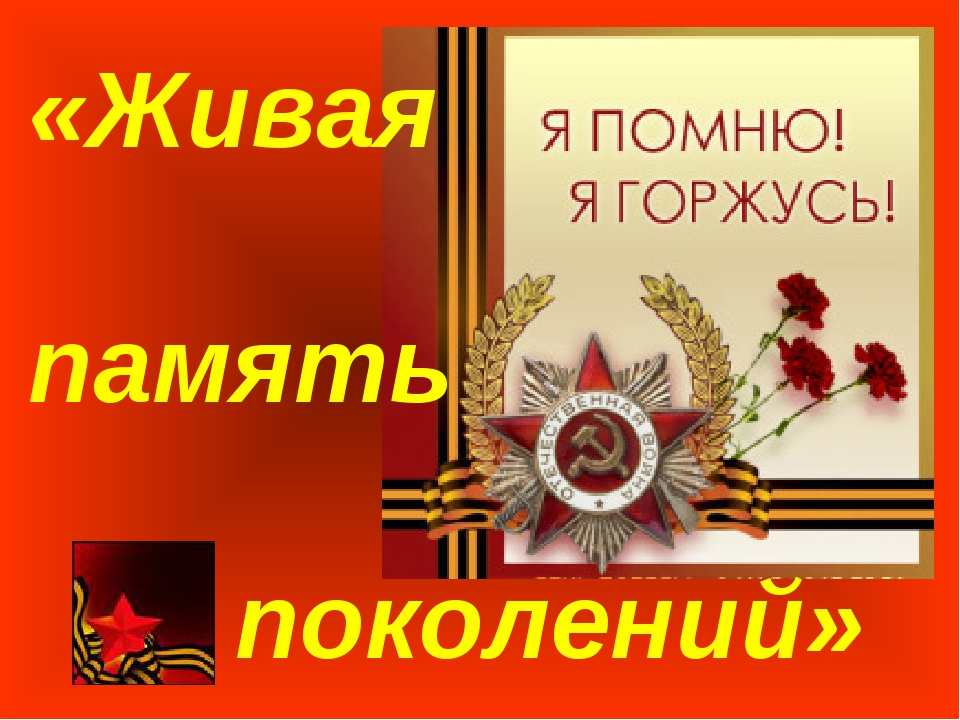 «Живая
Я ПОМНЮ!
Я ГОРЖУСЬ!
память
ОТЕЧЕСТВЕННАЯ ВОЙНА
поколений»